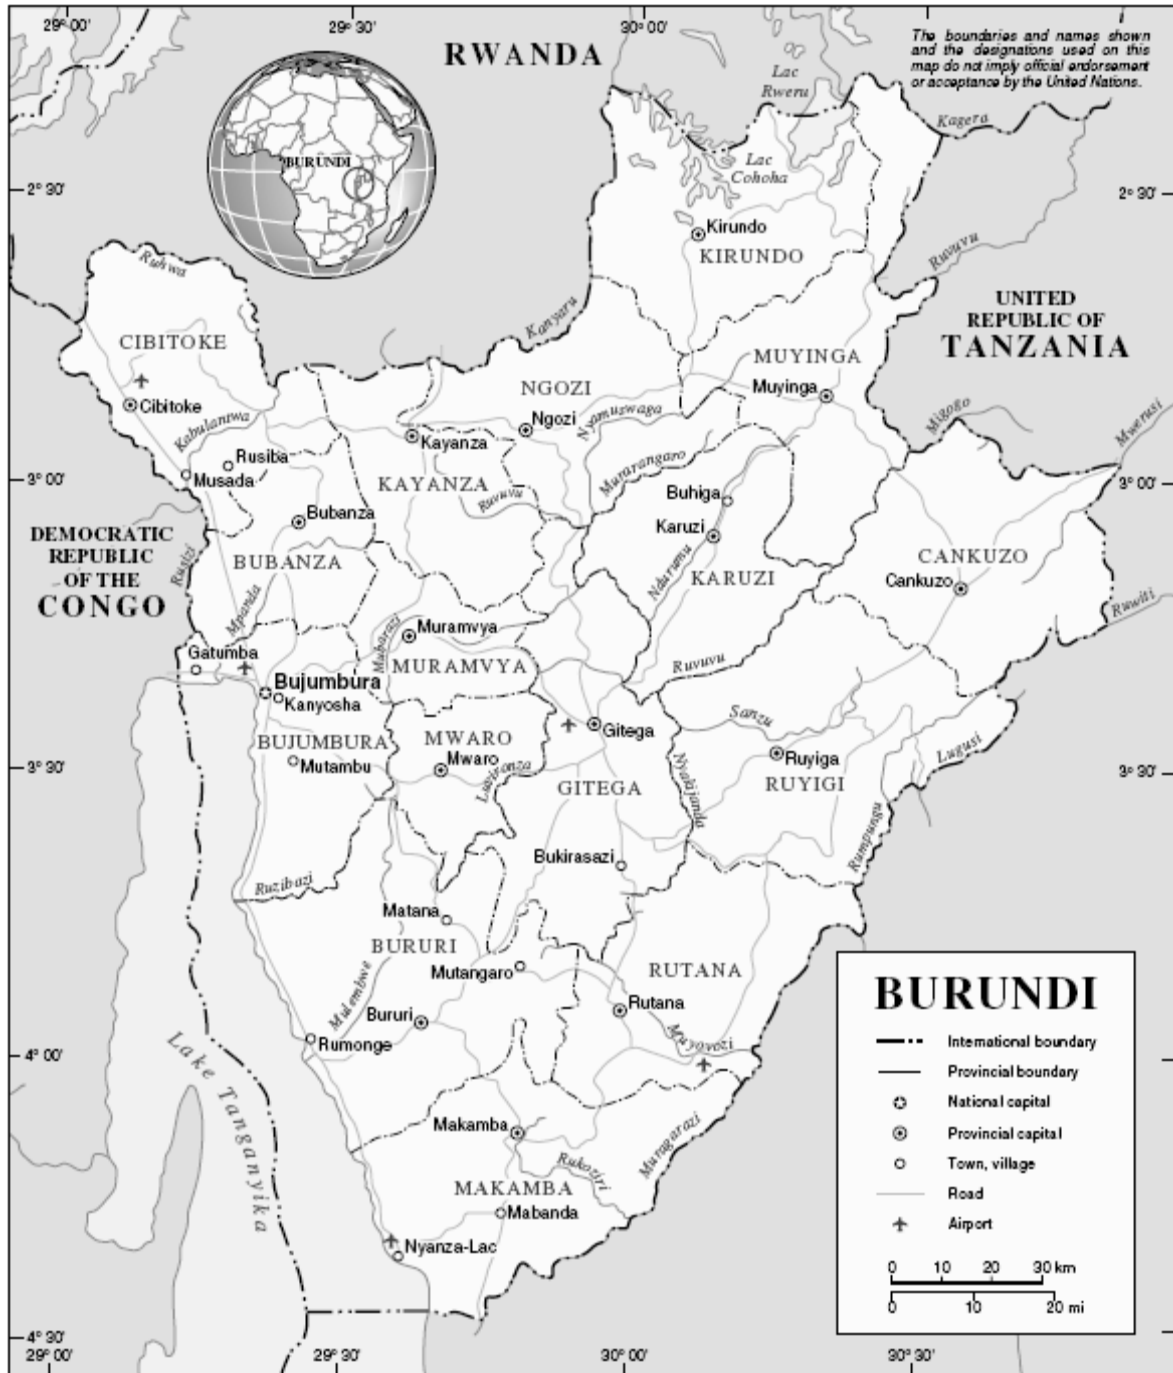 29° 00'
29° 30'
30° 00'
RWANDA
The boundaries and names shown
and the designations used on this
map do not imply official endorsement
or acceptance by the United Nations.
Lac
Rweru
Kagera
BURUNDI
Lac
Cohoha
2° 30'
2° 30'
Kirundo
KIRUNDO
Ruhwa
Ruvuvu
Kanyaru
UNITED
REPUBLIC OF
TANZANIA
CIBITOKE
MUYINGA
NGOZI
Muyinga
Cibitoke
Kabulantwa
Ngozi
Nyamuswaga
Migogo
Mwerusi
Kayanza
Rusiba
Musada
KAYANZA
Murarangaro
Ruvuvu
Buhiga
3° 00'
3° 00'
Bubanza
Karuzi
DEMOCRATIC
REPUBLIC
OF THE
CONGO
Rusizi
BUBANZA
Ndurumu
KARUZI
CANKUZO
Cankuzo
Mpanda
Ruwiti
Muramvya
Mubarazi
Gatumba
MURAMVYA
Ruvuvu
Bujumbura
Kanyosha
Sanzu
Gitega
BUJUMBURA
MWARO
Lugusi
Mutambu
Mwaro
Luvironza
Ruyiga
3° 30'
3° 30'
GITEGA
Nyakijanda
RUYIGI
Rumpungu
Bukirasazi
Ruzibazi
Matana
BURURI
Mutangaro
RUTANA
Mulembwe
Bururi
Rutana
Muyovozi
Rumonge
4° 00'
Lake Tanganyika
Makamba
Muragarazi
Rukoziri
MAKAMBA
Mabanda
Nyanza-Lac
BURUNDI
International boundary
Provincial boundary
National capital
Provincial capital
Town, village
Road
Airport
0 10 20 30 km
0 10 20 mi
4° 30'
29° 00'
29° 30'
30° 00'
30° 30'